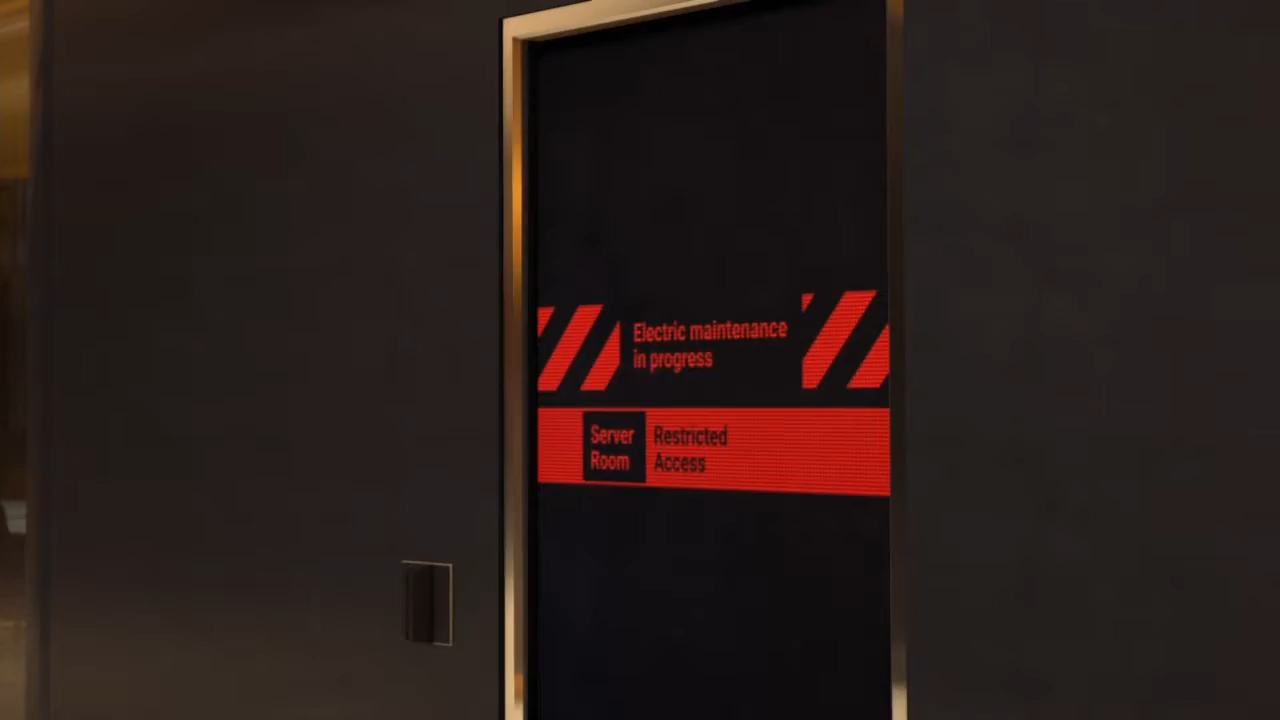 Electric maintenance
in progress
Server
Room
Restricted
Access